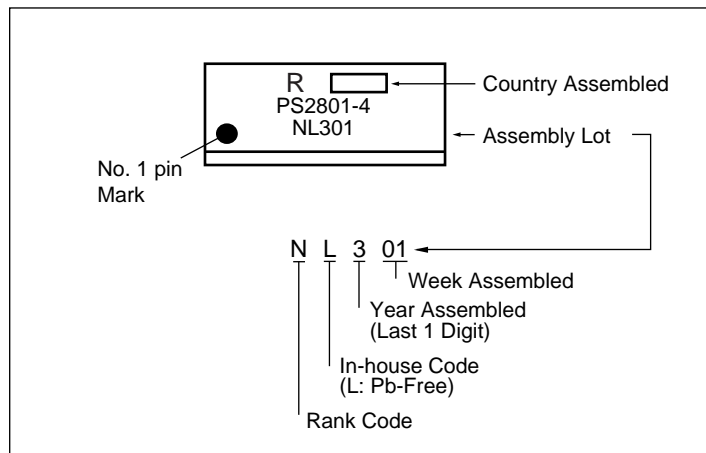 R
Country Assembled
PS2801-4
NL301
Assembly Lot
No. 1 pin
Mark
N L 3 01
Week Assembled
Year Assembled
(Last 1 Digit)
In-house Code
(L: Pb-Free)
Rank Code